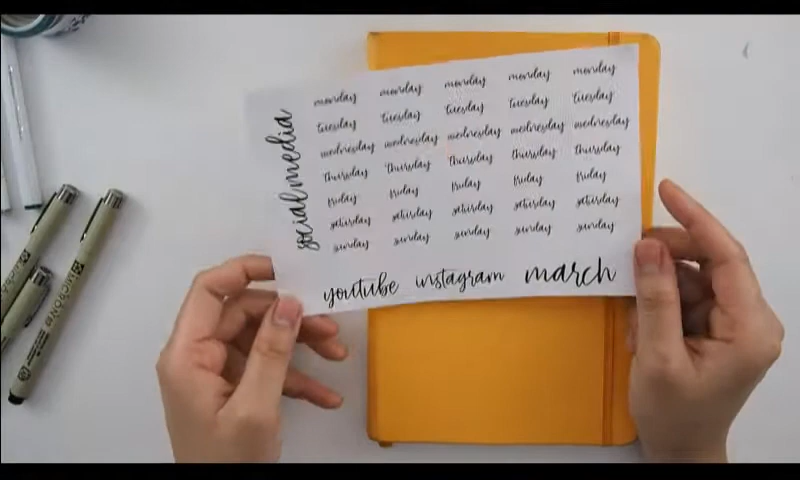 social media
monday monday monday monday monday
tuesday tuesday tuesday tuesday tuesday
wednesday wednesday wednesday wednesday wednesday
thursday thursday thursday thursday thursday
friday friday friday friday friday
saturday saturday saturday saturday saturday
sunday sunday sunday sunday sunday
youtube instagram march
MICRON
MICRON